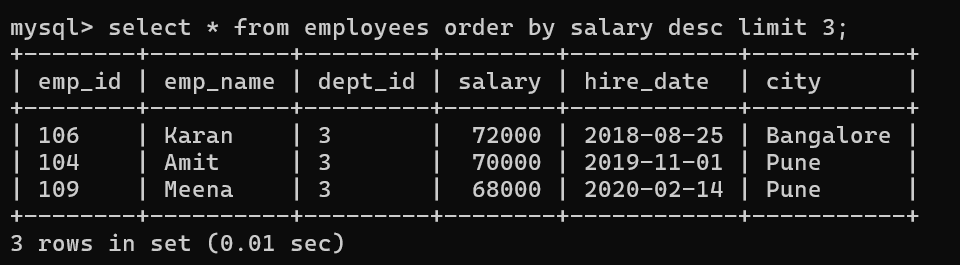 mysql> select * from employees order by salary desc limit 3;
+--------+----------+---------+--------+------------+-----------+
| emp_id | emp_name | dept_id | salary | hire_date  | city      |
+--------+----------+---------+--------+------------+-----------+
| 106    | Karan    | 3       |  72000 | 2018-08-25 | Bangalore |
| 104    | Amit     | 3       |  70000 | 2019-11-01 | Pune      |
| 109    | Meena    | 3       |  68000 | 2020-02-14 | Pune      |
+--------+----------+---------+--------+------------+-----------+
3 rows in set (0.01 sec)